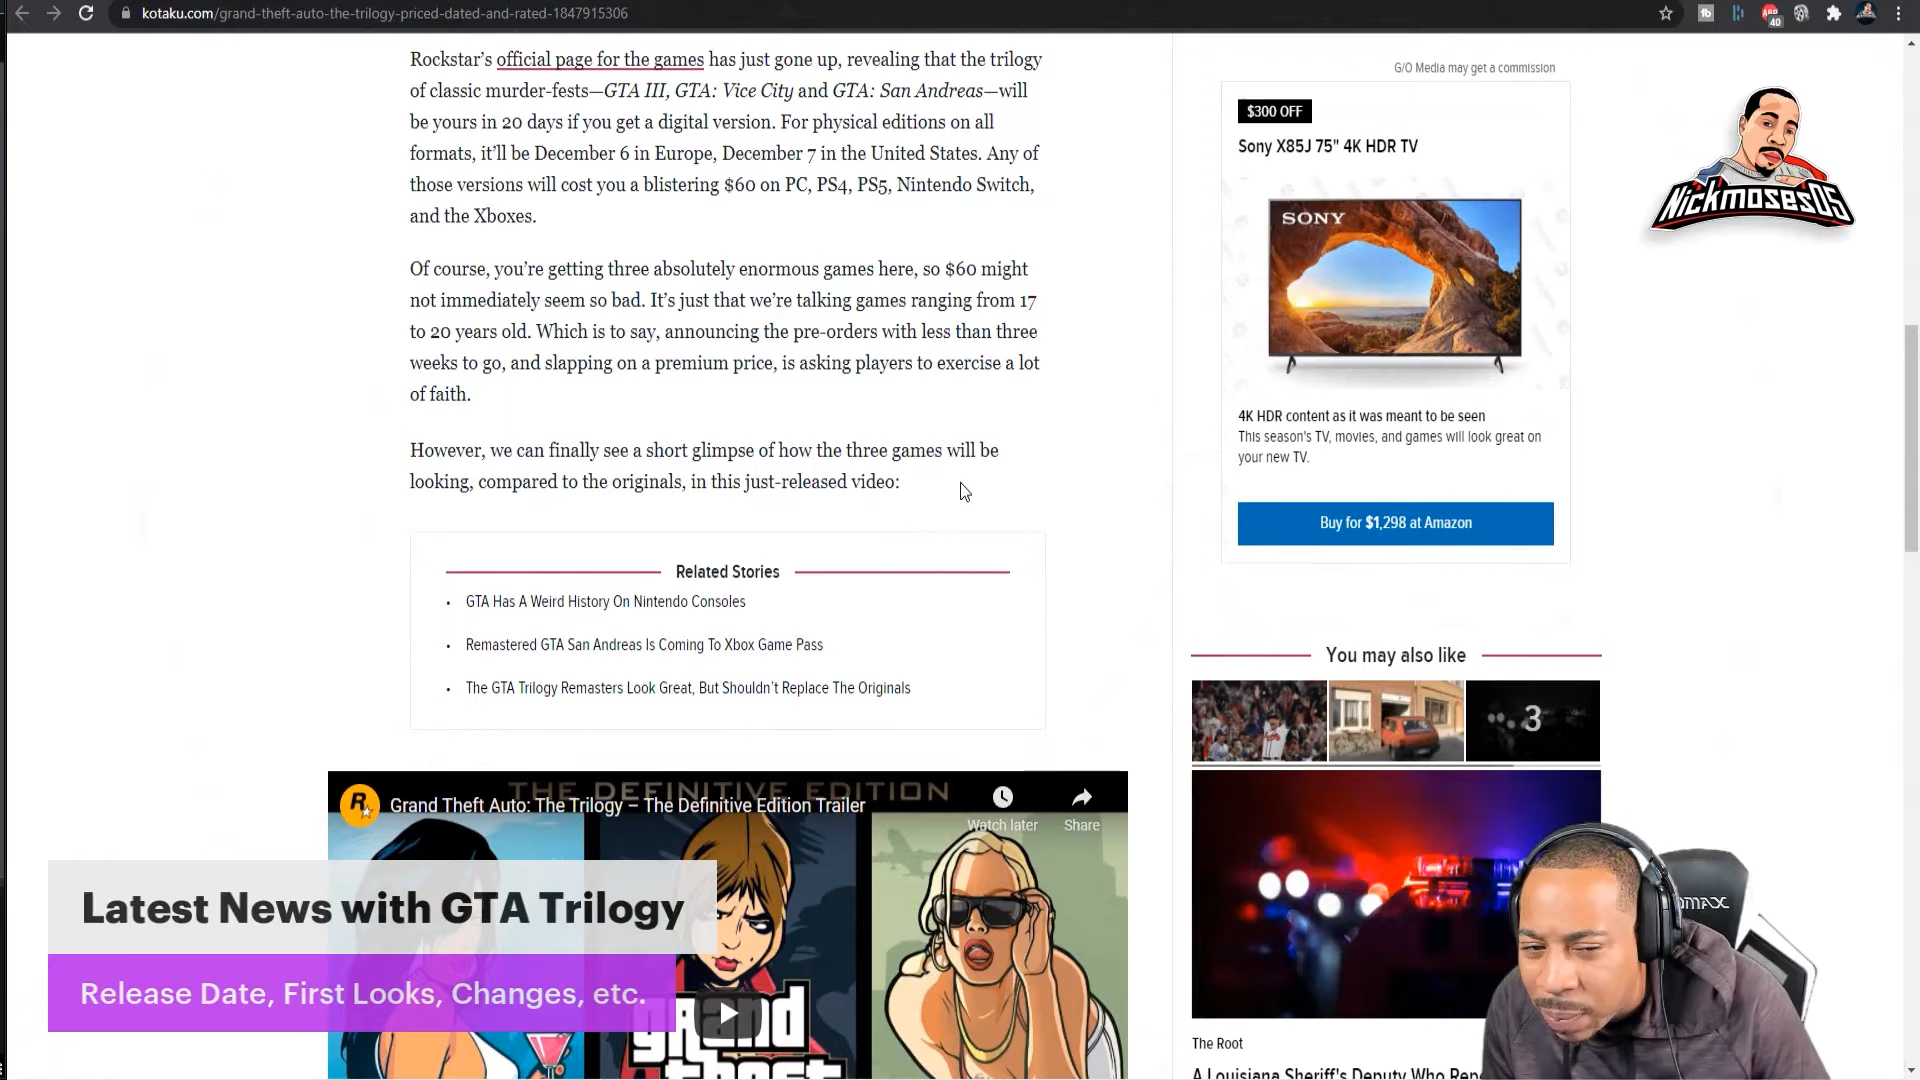 kotaku.com/grand-theft-auto-the-trilogy-priced-dated-and-rated-1847915306
40
Rockstar’s official page for the games has just gone up, revealing that the trilogy
of classic murder-fests—GTA III, GTA: Vice City and GTA: San Andreas—will
be yours in 20 days if you get a digital version. For physical editions on all
formats, it’ll be December 6 in Europe, December 7 in the United States. Any of
those versions will cost you a blistering $60 on PC, PS4, PS5, Nintendo Switch,
and the Xboxes.
Of course, you’re getting three absolutely enormous games here, so $60 might
not immediately seem so bad. It’s just that we’re talking games ranging from 17
to 20 years old. Which is to say, announcing the pre-orders with less than three
weeks to go, and slapping on a premium price, is asking players to exercise a lot
of faith.
However, we can finally see a short glimpse of how the three games will be
looking, compared to the originals, in this just-released video:
Related Stories
• GTA Has A Weird History On Nintendo Consoles
• Remastered GTA San Andreas Is Coming To Xbox Game Pass
• The GTA Trilogy Remasters Look Great, But Shouldn’t Replace The Originals
THE DEFINITIVE EDITION
Grand Theft Auto: The Trilogy – The Definitive Edition Trailer
Watch later
Share
grand
theft
Latest News with GTA Trilogy
Release Date, First Looks, Changes, etc.
G/O Media may get a commission
$300 OFF
Sony X85J 75" 4K HDR TV
SONY
4K HDR content as it was meant to be seen
This season's TV, movies, and games will look great on
your new TV.
Buy for $1,298 at Amazon
You may also like
3
The Root
A Louisiana Sheriff's Deputy Who
Nickmoses05